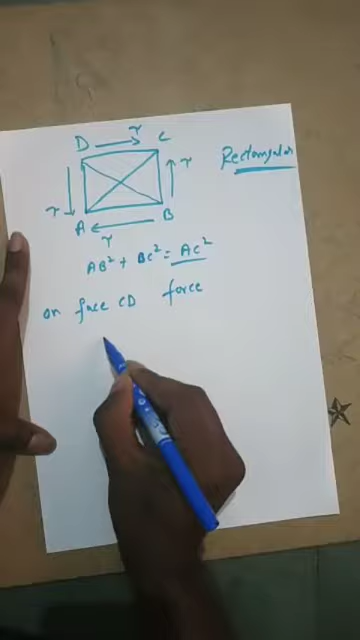 D τ C
Rectangular
τ
τ
A B
τ
AB² + BC² = AC²
on face CD force